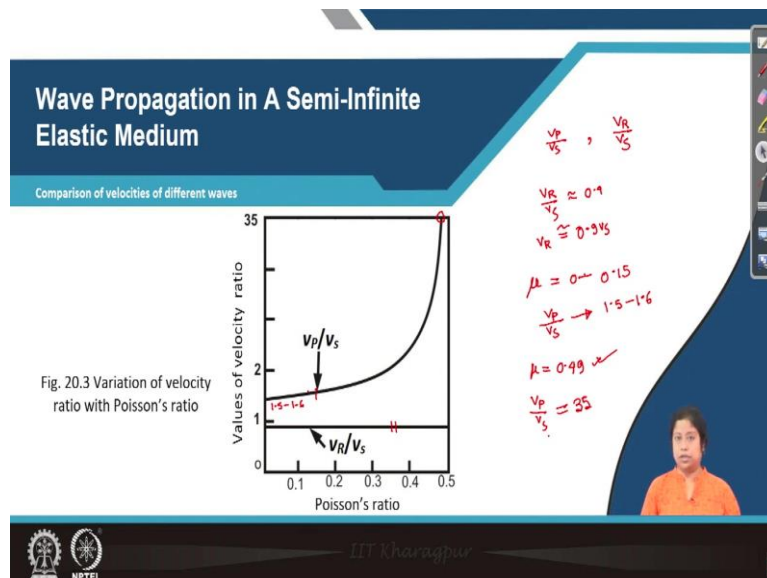 Wave Propagation in A Semi-Infinite
Elastic Medium
Comparison of velocities of different waves
vP/vS , vR/vS
vR/vS ≈ 0.9
vR ≅ 0.9vS
μ = 0 - 0.15
vP/vS → 1.5-1.6
μ = 0.49 ✓
vP/vS = 35
Fig. 20.3 Variation of velocity
ratio with Poisson's ratio
Values of velocity ratio
35
2
1
0
vP/vS
1.5-1.6
vR/vS
0.1 0.2 0.3 0.4 0.5
Poisson's ratio
IIT Kharagpur
NPTEL